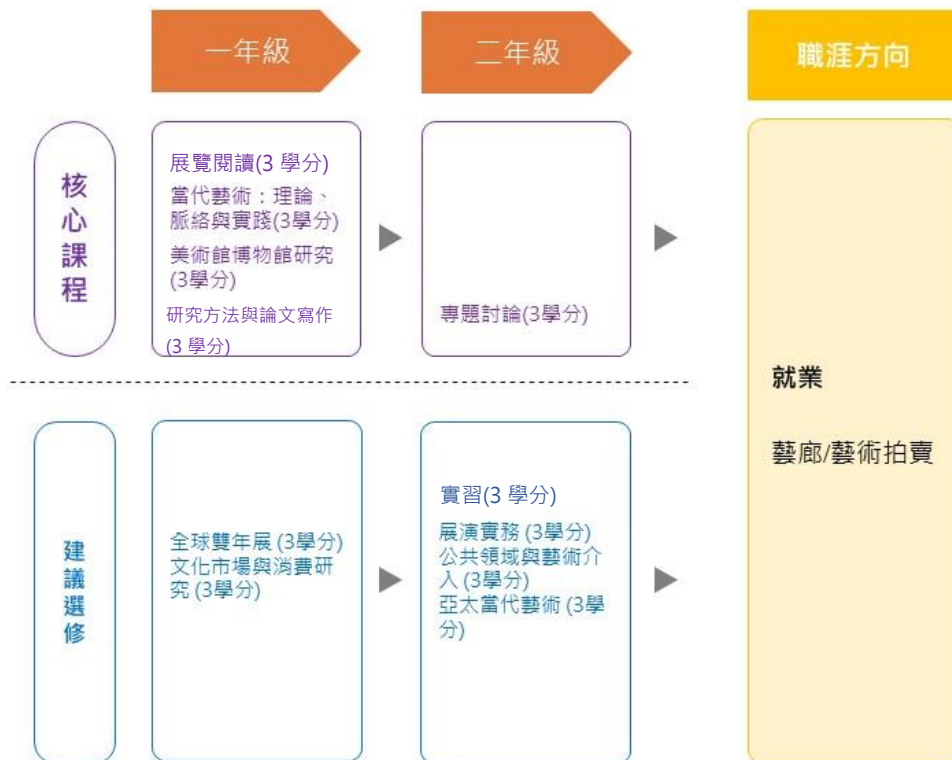 一年級
二年級
職涯方向
核心課程
展覽閱讀(3 學分)
當代藝術：理論、
脈絡與實踐(3學分)
美術館博物館研究
(3學分)
研究方法與論文寫作
(3 學分)
專題討論(3學分)
建議選修
全球雙年展 (3學分)
文化市場與消費研
究 (3學分)
實習(3 學分)
展演實務 (3學分)
公共領域與藝術介
入 (3學分)
亞太當代藝術 (3學
分)
就業
藝廊/藝術拍賣